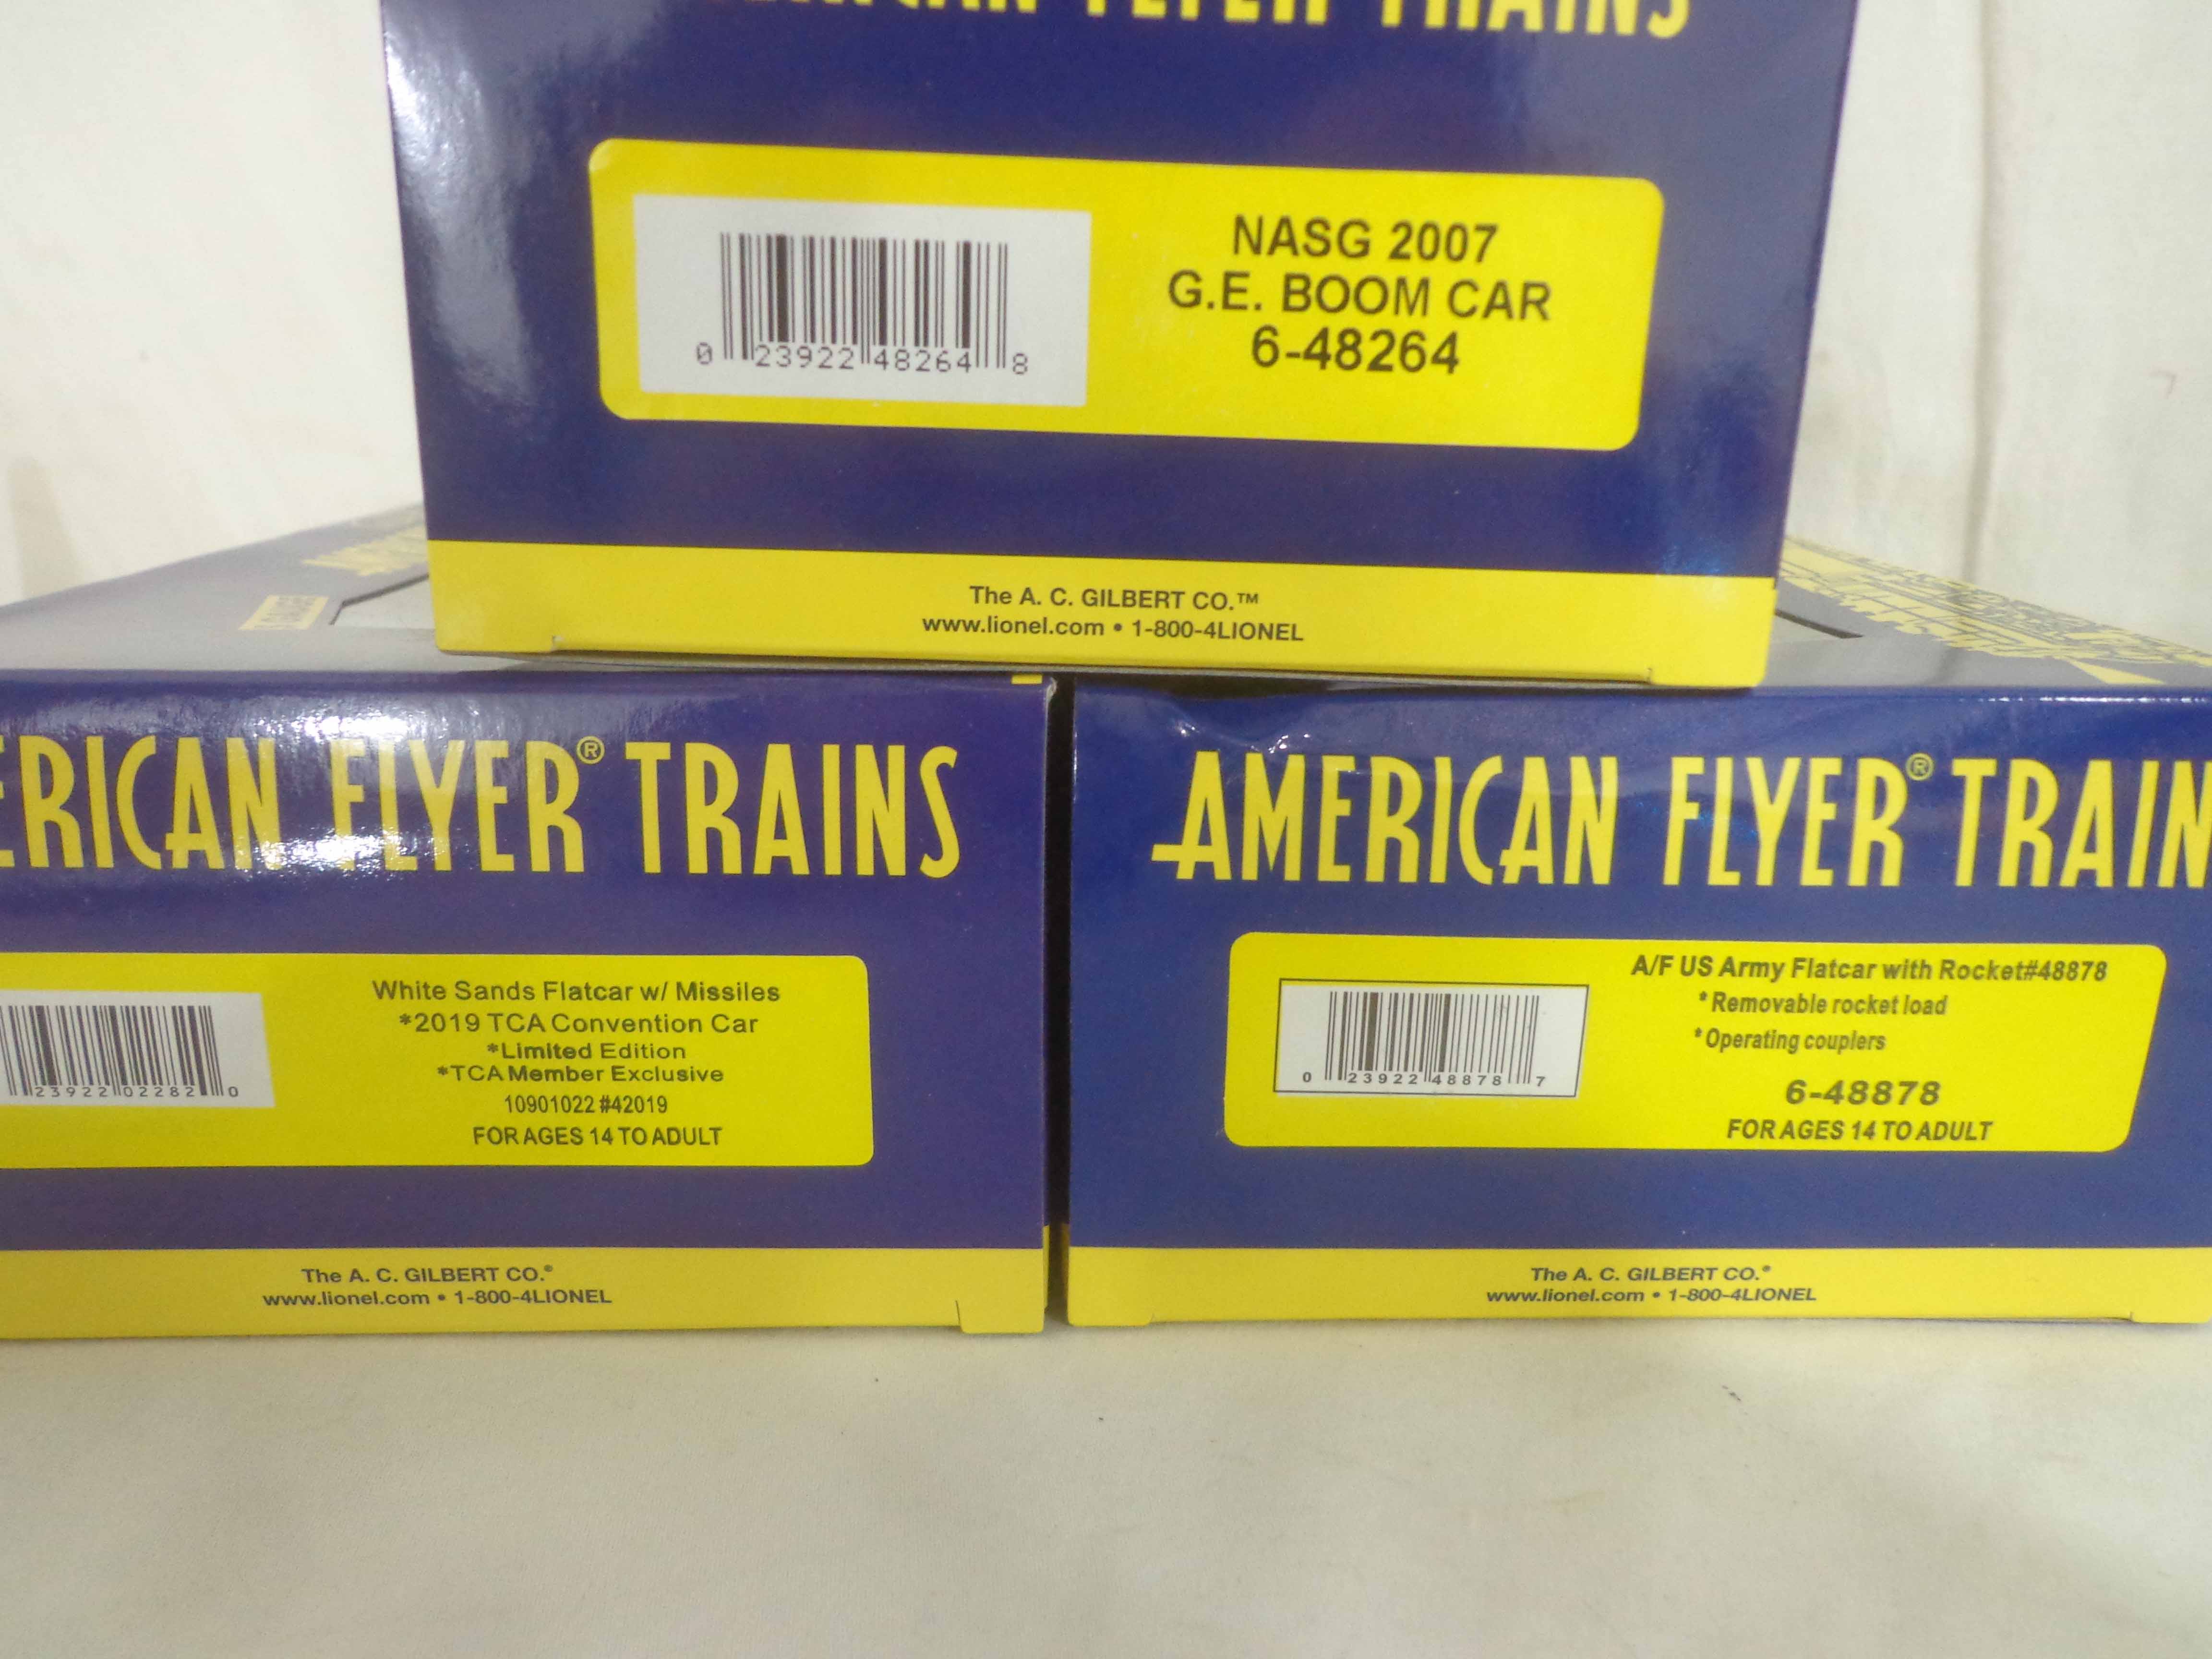 FLYER TRAINS
NASG 2007
G.E. BOOM CAR
6-48264
0 23922 48264 8
The A. C. GILBERT CO.™
www.lionel.com • 1-800-4LIONEL
ERICAN FLYER® TRAINS
White Sands Flatcar w/ Missiles
*2019 TCA Convention Car
*Limited Edition
*TCA Member Exclusive
10901022 #42019
FOR AGES 14 TO ADULT
23922 02282 0
The A. C. GILBERT CO.®
www.lionel.com • 1-800-4LIONEL
AMERICAN FLYER® TRAIN
A/F US Army Flatcar with Rocket#48878
* Removable rocket load
* Operating couplers
6-48878
FOR AGES 14 TO ADULT
0 23922 48878 7
The A. C. GILBERT CO.®
www.lionel.com • 1-800-4LIONEL